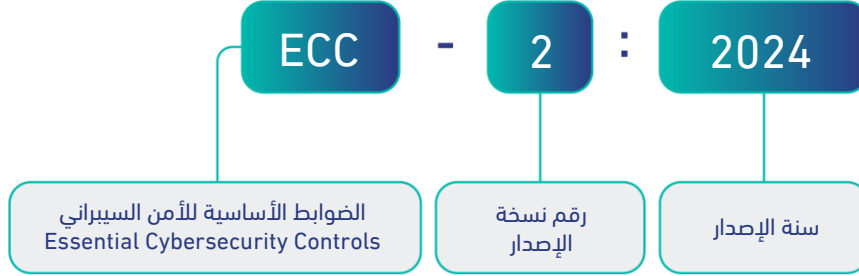 ECC - 2 : 2024
الضوابط الأساسية للأمن السيبراني
Essential Cybersecurity Controls
رقم نسخة
الإصدار
سنة الإصدار